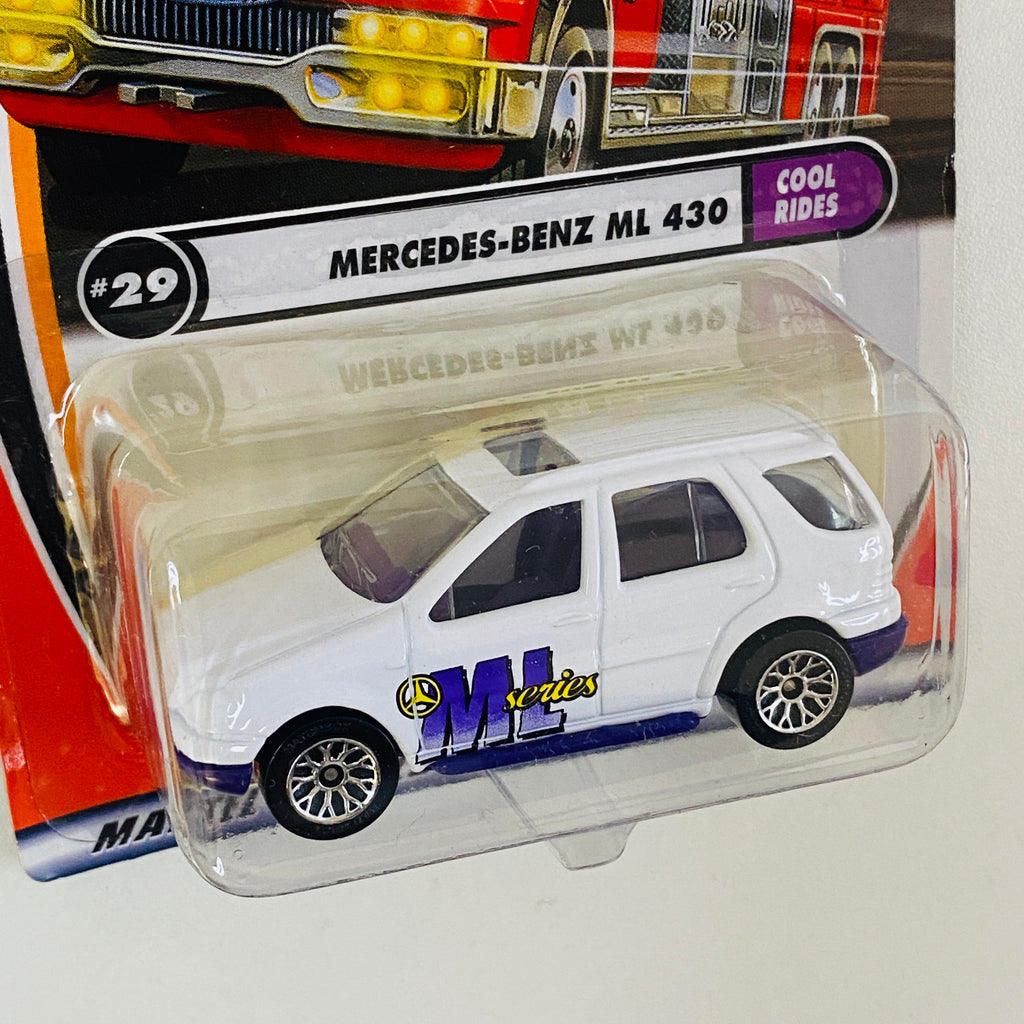 COOL
RIDES
MERCEDES-BENZ ML 430
#29
ML series